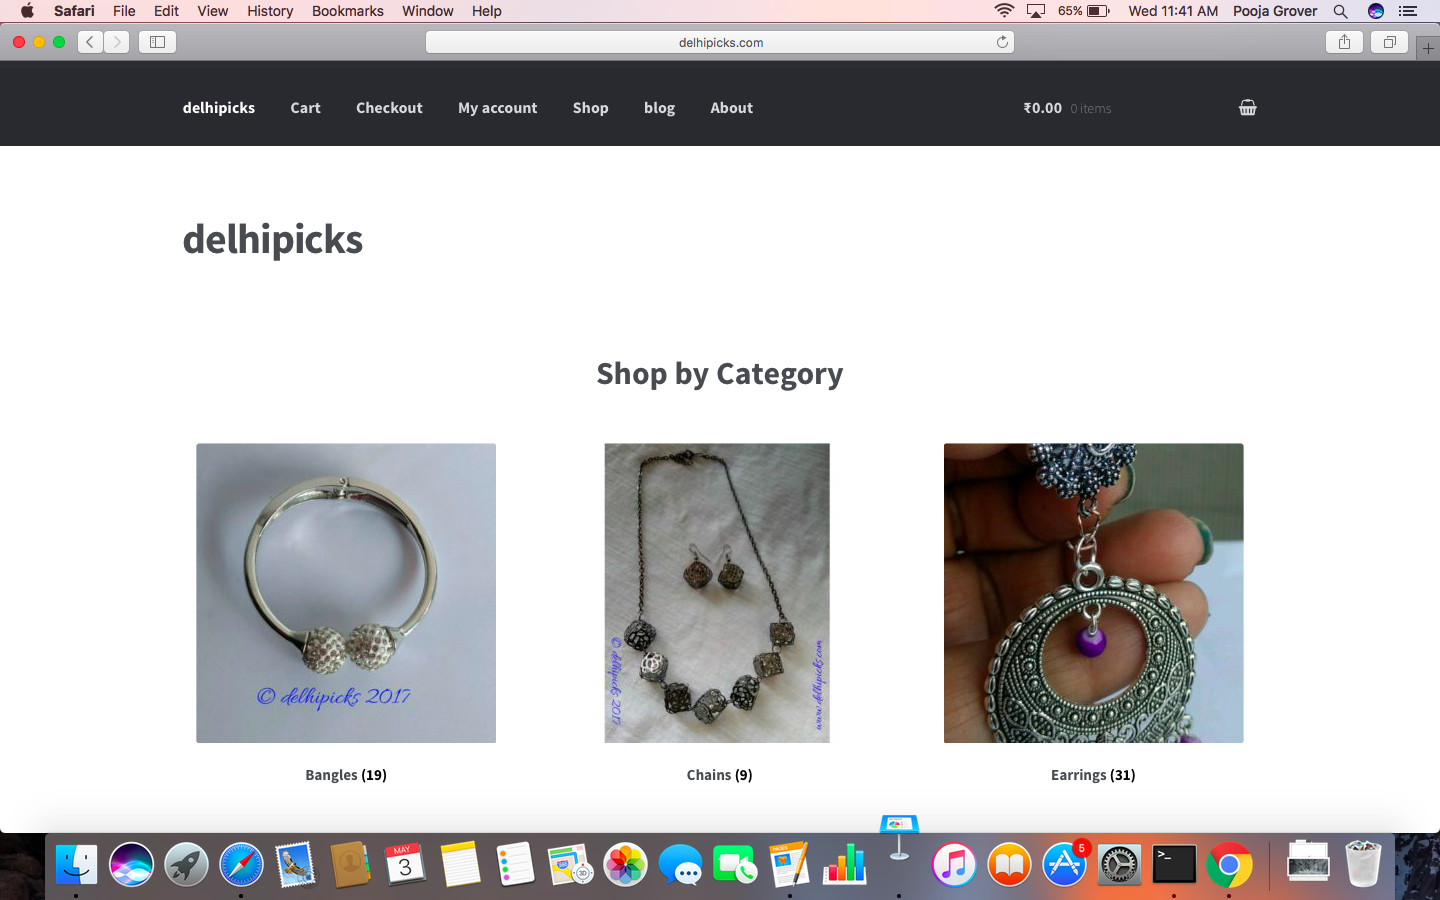 Safari File Edit View History Bookmarks Window Help 65% Wed 11:41 AM Pooja Grover
delhipicks.com
delhipicks Cart Checkout My account Shop blog About ₹0.00 0 items
delhipicks
Shop by Category
© delhipicks 2017
© delhipicks 2017
www.delhipicks.com
Bangles (19) Chains (9) Earrings (31)
MAY
3
PAGES
3D
5
>_